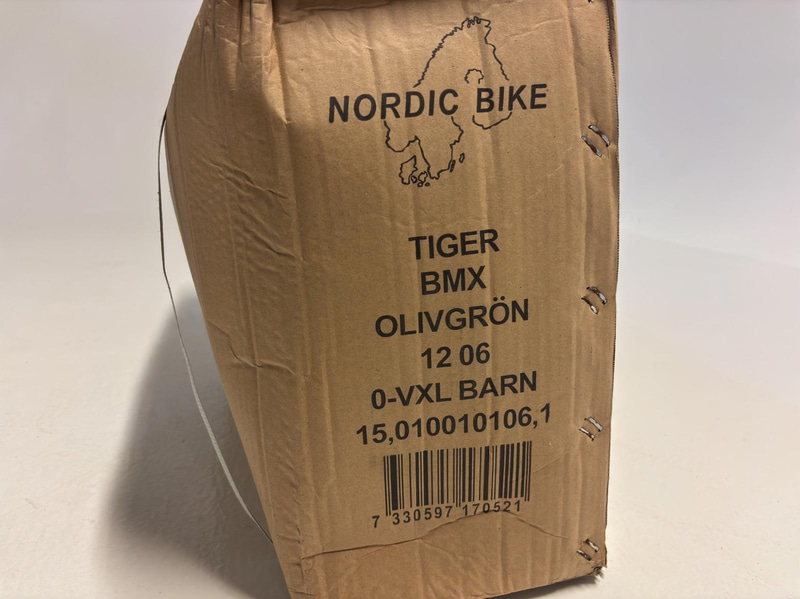 NORDIC BIKE
TIGER
BMX
OLIVGRÖN
12 06
0-VXL BARN
15,010010106,1
7 330597 170521